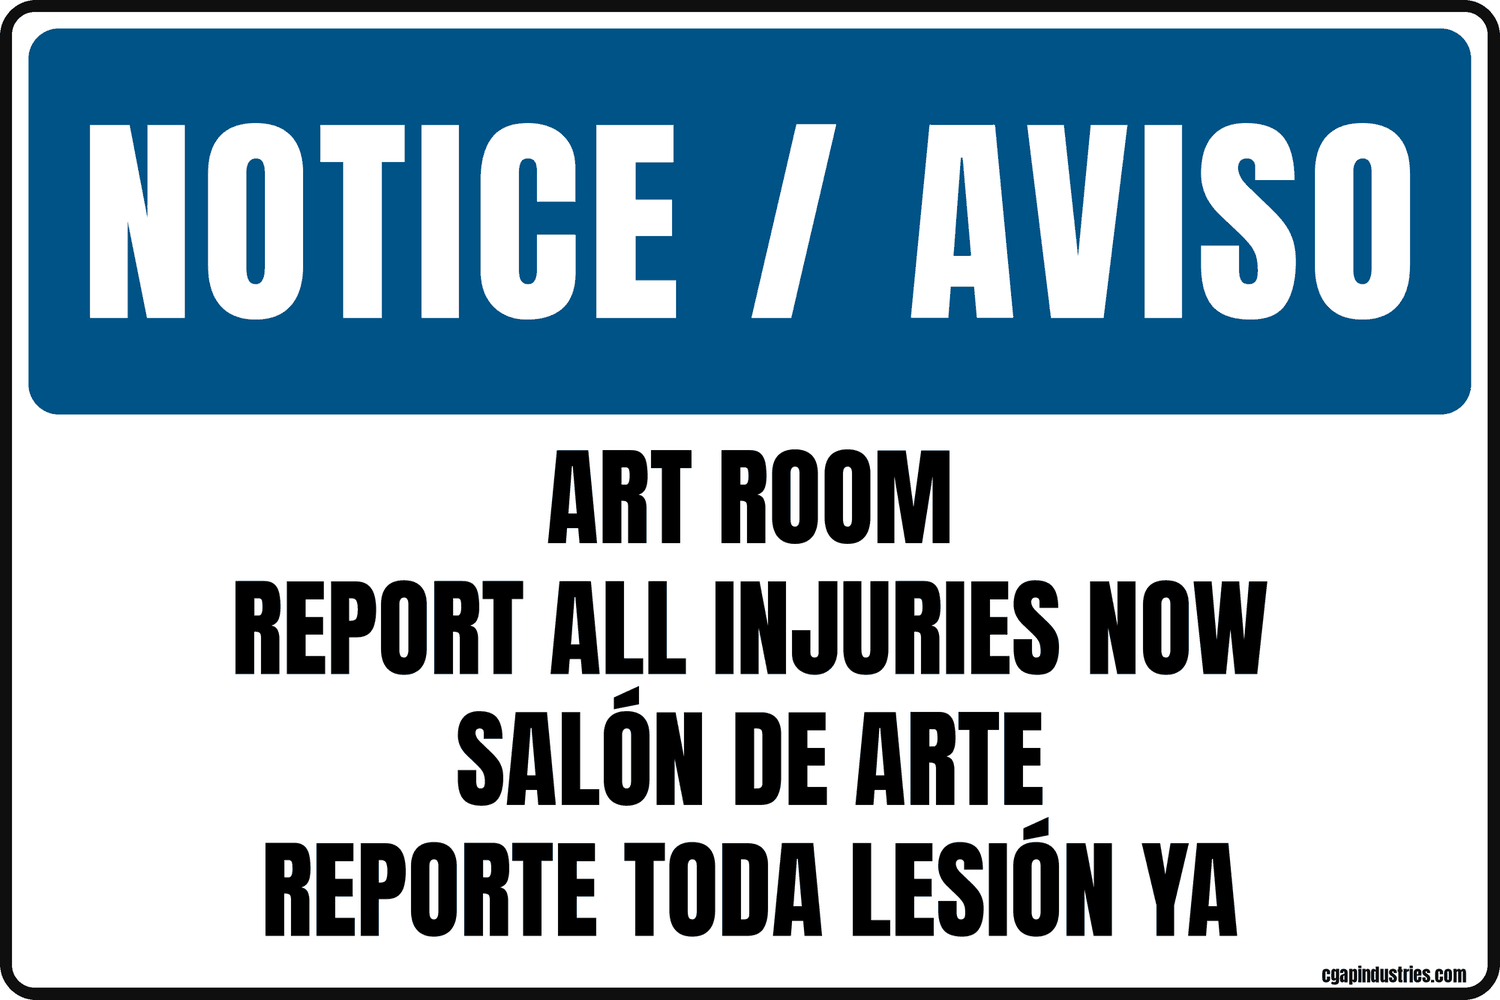 NOTICE / AVISO
ART ROOM
REPORT ALL INJURIES NOW
SALÓN DE ARTE
REPORTE TODA LESIÓN YA
cgapindustries.com